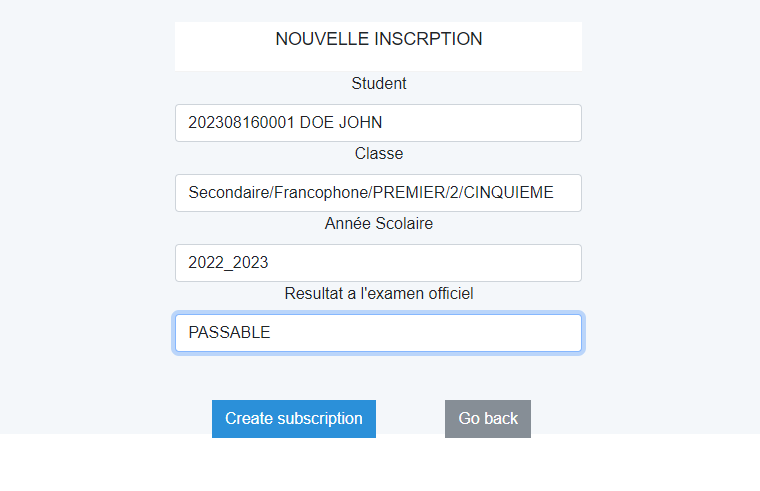 NOUVELLE INSCRPTION
Student
202308160001 DOE JOHN
Classe
Secondaire/Francophone/PREMIER/2/CINQUIEME
Année Scolaire
2022_2023
Resultat a l'examen officiel
PASSABLE
Create subscription
Go back